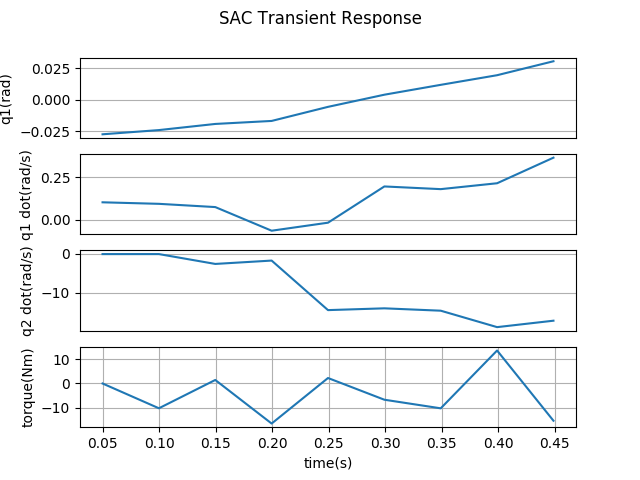 SAC Transient Response
q1(rad)
0.025
0.000
−0.025
q1 dot(rad/s)
0.25
0.00
q2 dot(rad/s)
0
−10
torque(Nm)
10
0
−10
0.05 0.10 0.15 0.20 0.25 0.30 0.35 0.40 0.45
time(s)